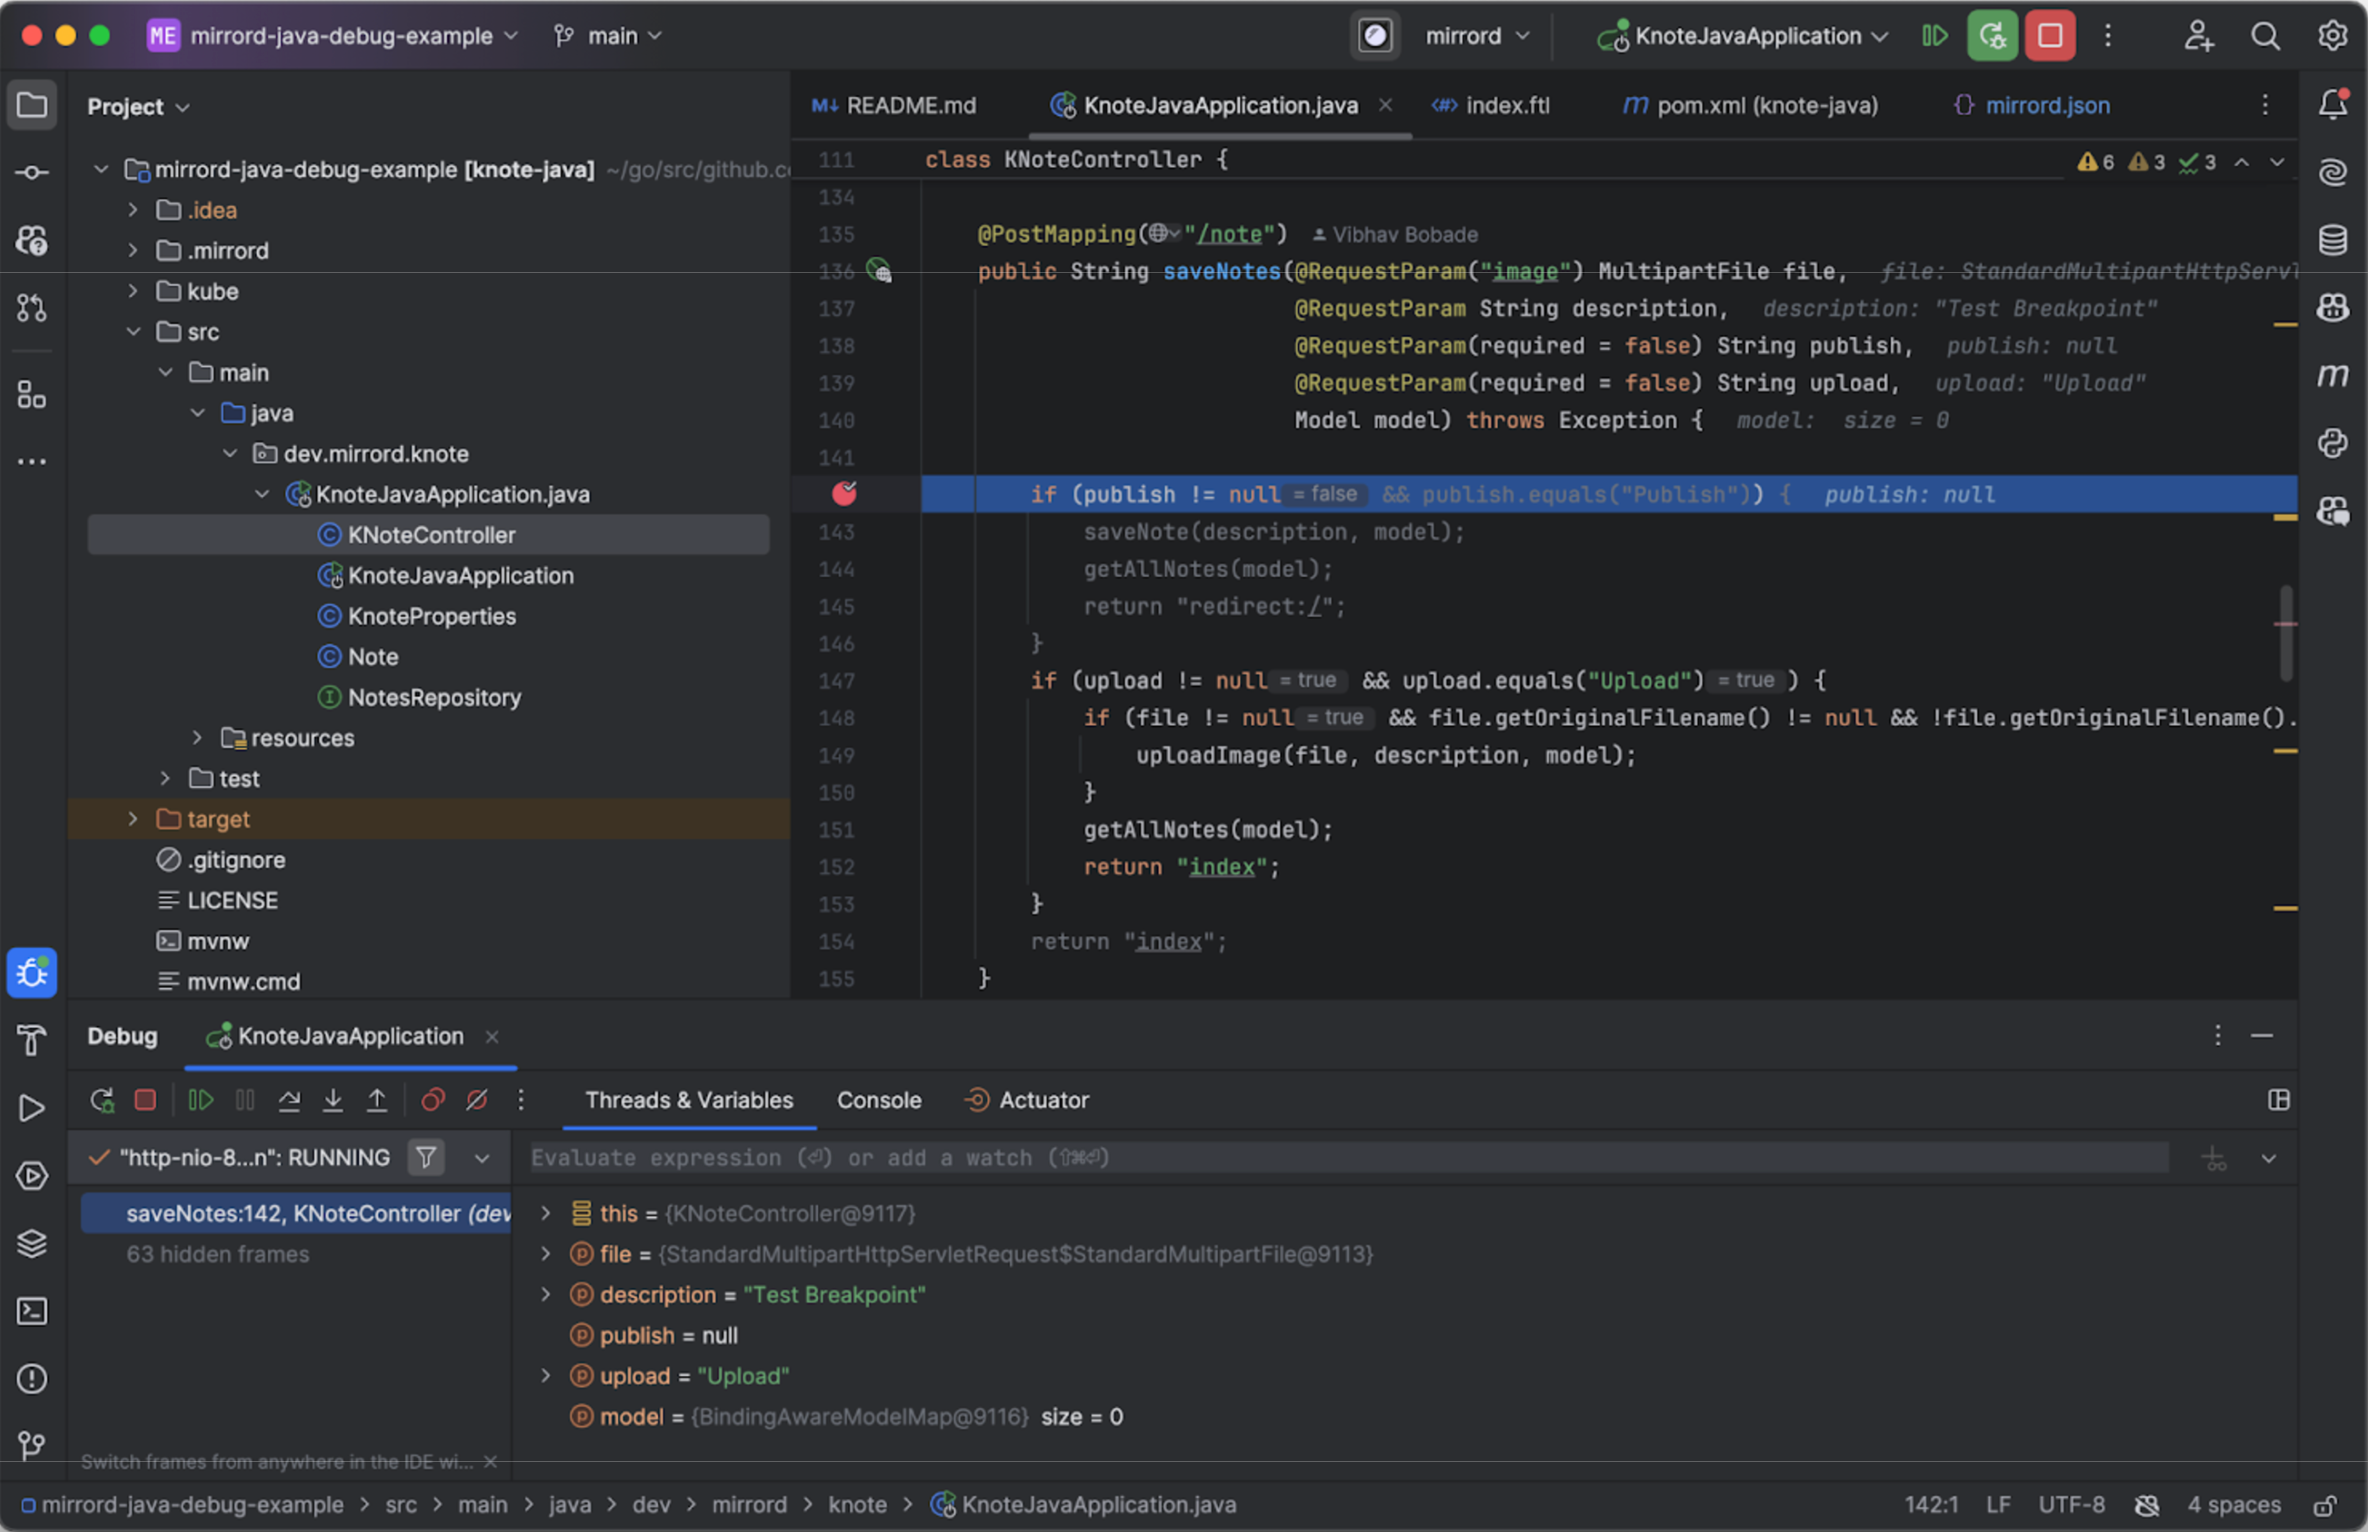 ME mirrord-java-debug-example main mirrord KnoteJavaApplication
Project
mirrord-java-debug-example [knote-java] ~/go/src/github.c
.idea
.mirrord
kube
src
main
java
dev.mirrord.knote
KnoteJavaApplication.java
KNoteController
KnoteJavaApplication
KnoteProperties
Note
NotesRepository
resources
test
target
.gitignore
LICENSE
mvnw
mvnw.cmd
M↓ README.md KnoteJavaApplication.java index.ftl m pom.xml (knote-java) {} mirrord.json
111 class KNoteController { 6 3 3
134
135 @PostMapping("/note") Vibhav Bobade
136 public String saveNotes(@RequestParam("image") MultipartFile file, file: StandardMultipartHttpServl
137 @RequestParam String description, description: "Test Breakpoint"
138 @RequestParam(required = false) String publish, publish: null
139 @RequestParam(required = false) String upload, upload: "Upload"
140 Model model) throws Exception { model: size = 0
141
if (publish != null = false && publish.equals("Publish")) { publish: null
143 saveNote(description, model);
144 getAllNotes(model);
145 return "redirect:/";
146 }
147 if (upload != null = true && upload.equals("Upload") = true ) {
148 if (file != null = true && file.getOriginalFilename() != null && !file.getOriginalFilename().
149 uploadImage(file, description, model);
150 }
151 getAllNotes(model);
152 return "index";
153 }
154 return "index";
155 }
Debug KnoteJavaApplication
Threads & Variables Console Actuator
"http-nio-8...n": RUNNING
saveNotes:142, KNoteController (dev
63 hidden frames
Switch frames from anywhere in the IDE wi...
Evaluate expression (⏎) or add a watch (⇧⌘⏎)
this = {KNoteController@9117}
file = {StandardMultipartHttpServletRequest$StandardMultipartFile@9113}
description = "Test Breakpoint"
publish = null
upload = "Upload"
model = {BindingAwareModelMap@9116} size = 0
mirrord-java-debug-example > src > main > java > dev > mirrord > knote > KnoteJavaApplication.java 142:1 LF UTF-8 4 spaces